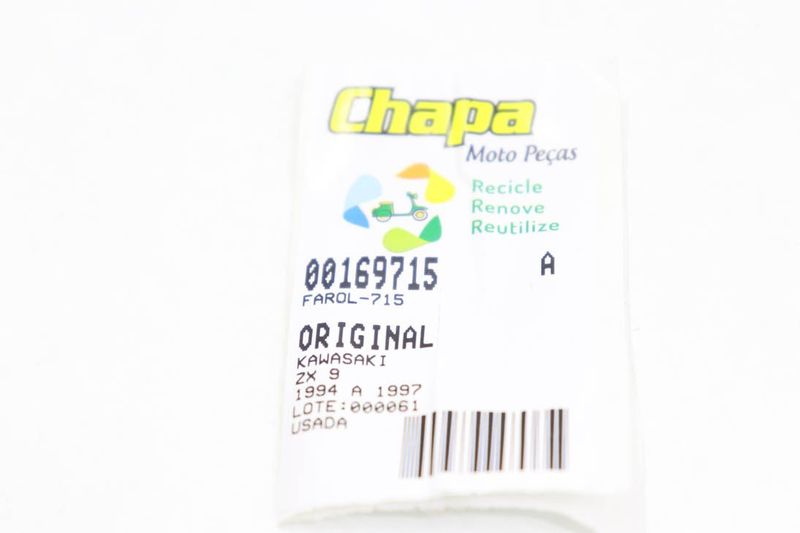 Chapa
Moto Peças
Recicle
Renove
Reutilize
00169715 A
FAROL-715
ORIGINAL
KAWASAKI
ZX 9
1994 A 1997
LOTE:000061
USADA